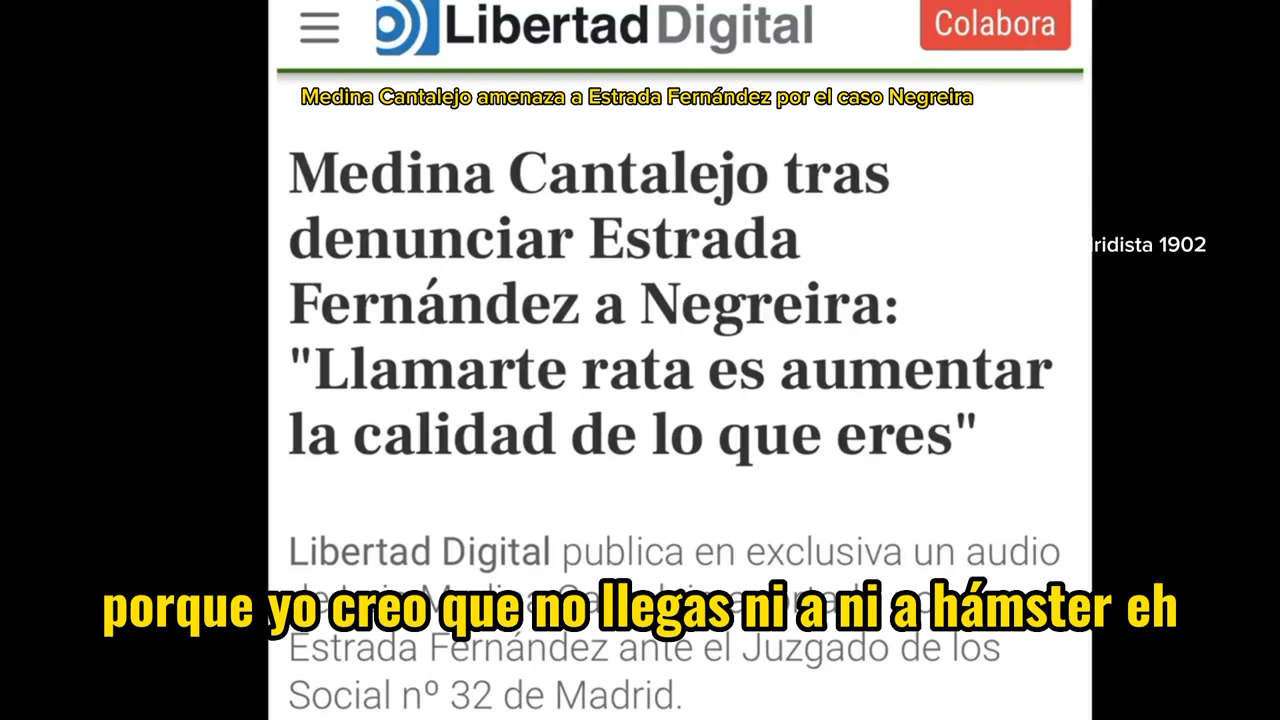 Libertad Digital
Colabora
Medina Cantalejo amenaza a Estrada Fernández por el caso Negreira
Medina Cantalejo tras
denunciar Estrada
Fernández a Negreira:
"Llamarte rata es aumentar
la calidad de lo que eres"
1902
Libertad Digital publica en exclusiva un audio
porque yo creo que no llegas ni a ni a hámster eh
Estrada Fernández ante el Juzgado de los
Social nº 32 de Madrid.